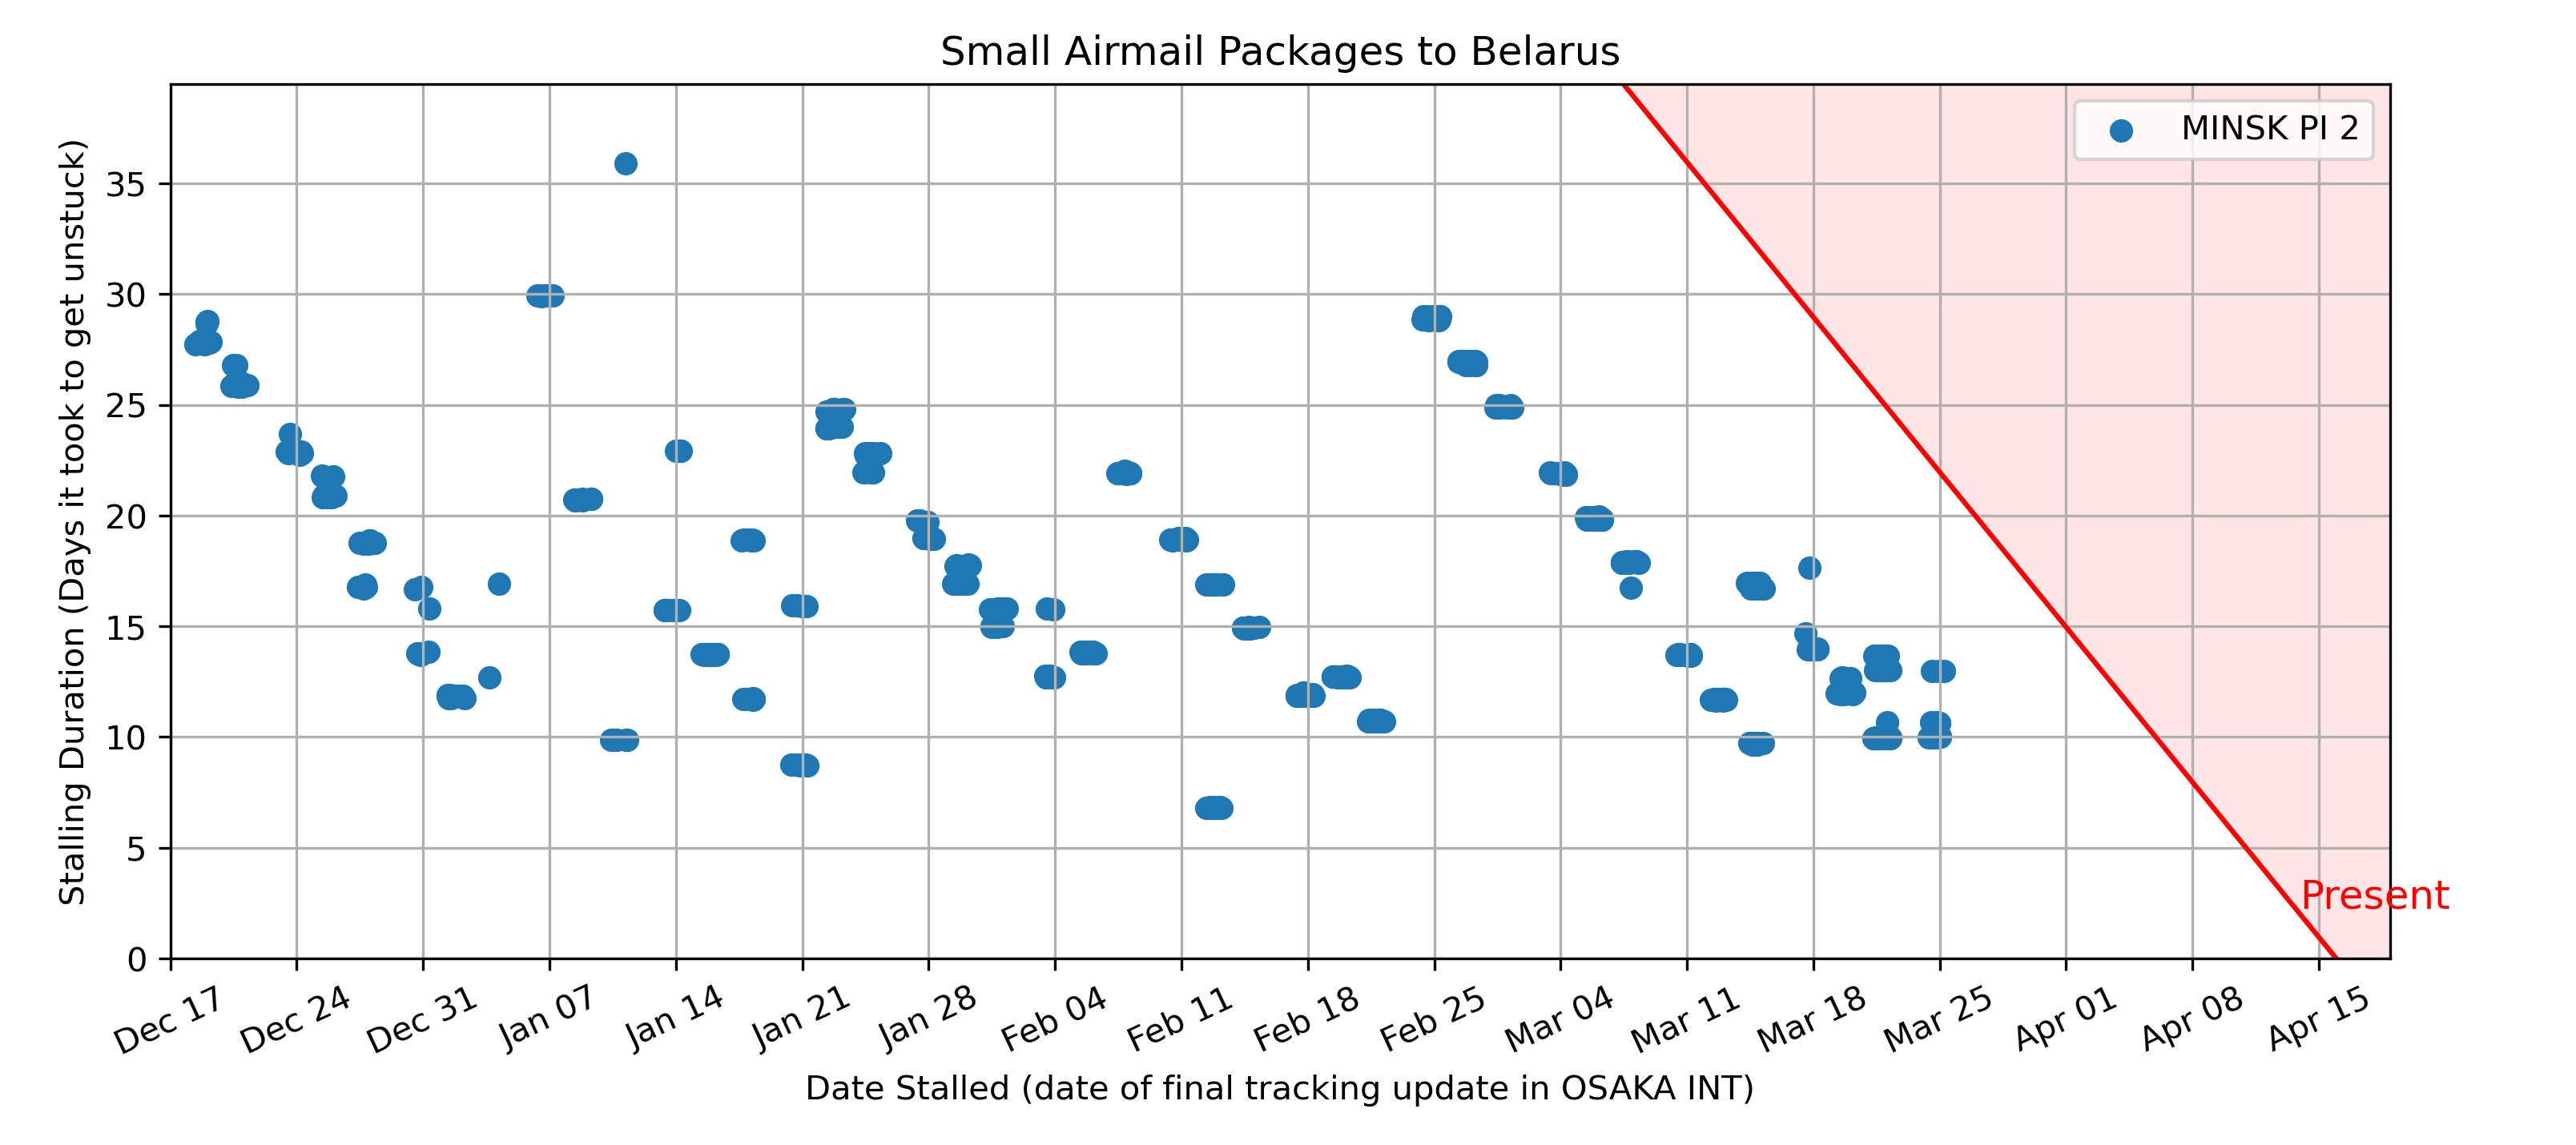 Small Airmail Packages to Belarus
MINSK PI 2
Stalling Duration (Days it took to get unstuck)
35
30
25
20
15
10
5
0
Present
Dec 17
Dec 24
Dec 31
Jan 07
Jan 14
Jan 21
Jan 28
Feb 04
Feb 11
Feb 18
Feb 25
Mar 04
Mar 11
Mar 18
Mar 25
Apr 01
Apr 08
Apr 15
Date Stalled (date of final tracking update in OSAKA INT)